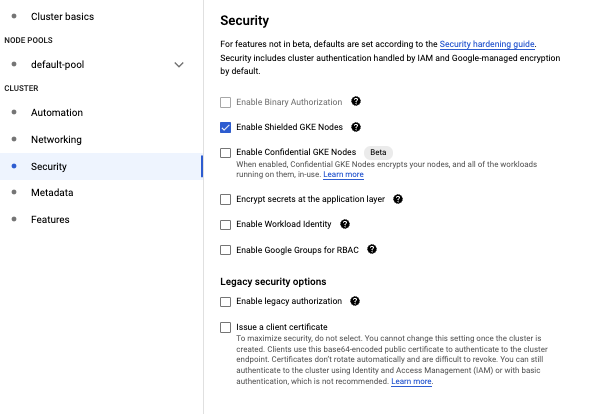 Cluster basics
NODE POOLS
default-pool
CLUSTER
Automation
Networking
Security
Metadata
Features
Security
For features not in beta, defaults are set according to the Security hardening guide.
Security includes cluster authentication handled by IAM and Google-managed encryption
by default.
Enable Binary Authorization
Enable Shielded GKE Nodes
Enable Confidential GKE Nodes Beta
When enabled, Confidential GKE Nodes encrypts your nodes, and all of the workloads
running on them, in-use. Learn more
Encrypt secrets at the application layer
Enable Workload Identity
Enable Google Groups for RBAC
Legacy security options
Enable legacy authorization
Issue a client certificate
To maximize security, do not select. You cannot change this setting once the cluster is
created. Clients use this base64-encoded public certificate to authenticate to the cluster
endpoint. Certificates don't rotate automatically and are difficult to revoke. You can still
authenticate to the cluster using Identity and Access Management (IAM) or with basic
authentication, which is not recommended. Learn more.